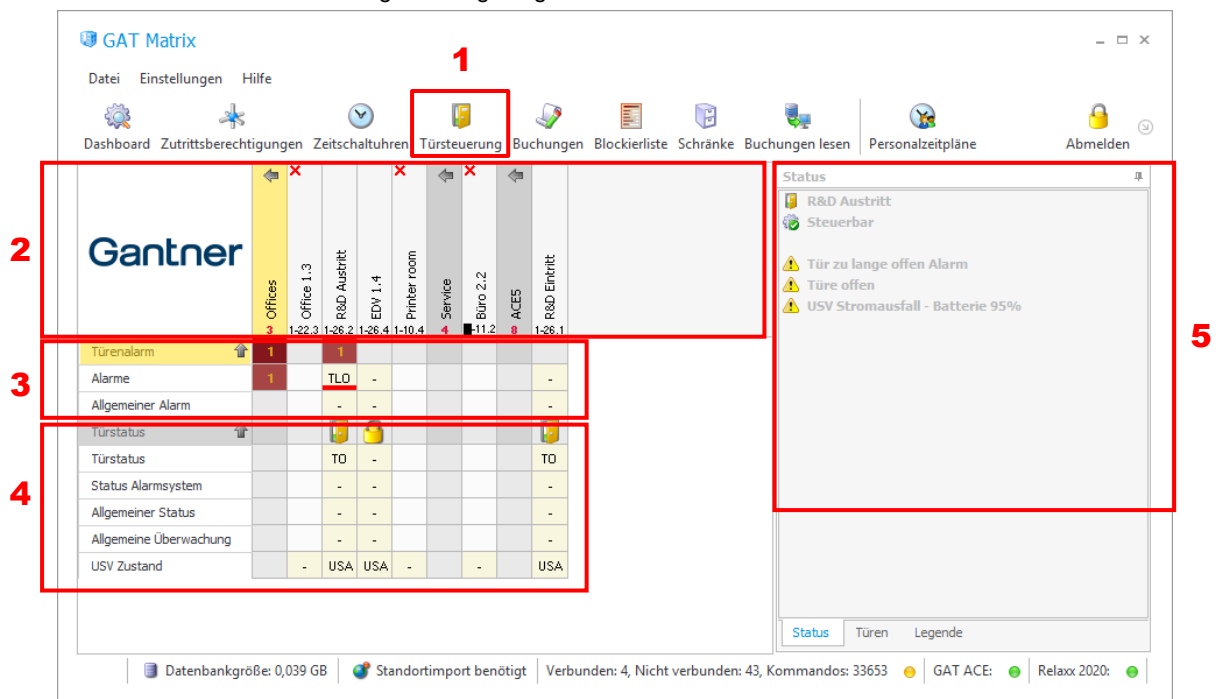 GAT Matrix
1
Datei Einstellungen Hilfe
Dashboard Zutrittsberechtigungen Zeitschaltuhren Türsteuerung Buchungen Blockierliste Schränke Buchungen lesen Personalzeitpläne Abmelden
2
Gantner
Offices
Office 1.3
R&D Austritt
EDV 1.4
Printer room
Service
Büro 2.2
ACE5
R&D Eintritt
3 1-22.3 1-26.2 1-26.4 1-10.4 4 -11.2 8 1-26.1
3
Türenalarm 1 1
Alarme 1 TLO - -
Allgemeiner Alarm - - -
4
Türstatus
Türstatus TO - TO
Status Alarmsystem - - -
Allgemeiner Status - - -
Allgemeine Überwachung - - -
USV Zustand - USA USA - - USA
Status
R&D Austritt
Steuerbar
Tür zu lange offen Alarm
Türe offen
USV Stromausfall - Batterie 95%
5
Status Türen Legende
Datenbankgröße: 0,039 GB Standortimport benötigt Verbunden: 4, Nicht verbunden: 43, Kommandos: 33653 GAT ACE: Relaxx 2020: